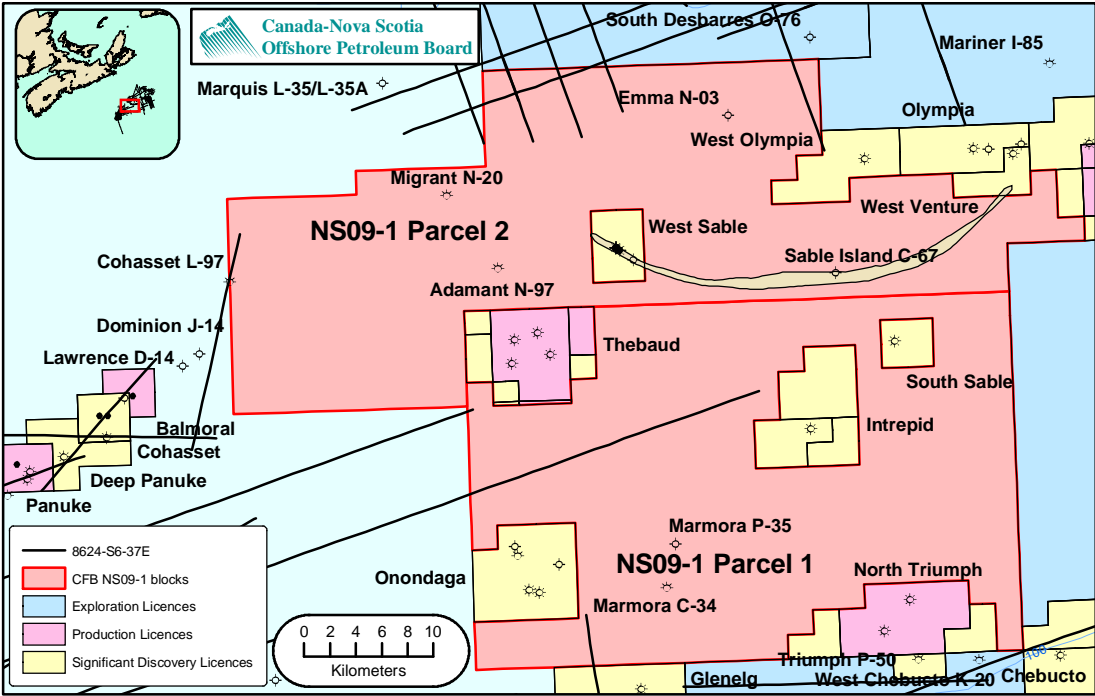 Canada-Nova Scotia
Offshore Petroleum Board
South Desbarres O-76
Mariner I-85
Marquis L-35/L-35A
Emma N-03
Olympia
West Olympia
Migrant N-20
West Venture
NS09-1 Parcel 2
West Sable
Sable Island C-67
Cohasset L-97
Adamant N-97
Dominion J-14
Thebaud
Lawrence D-14
South Sable
Balmoral
Intrepid
Cohasset
Deep Panuke
Panuke
Marmora P-35
8624-S6-37E
NS09-1 Parcel 1
CFB NS09-1 blocks
Onondaga
North Triumph
Exploration Licences
Marmora C-34
Production Licences
0 2 4 6 8 10
Kilometers
Significant Discovery Licences
Triumph P-50
100
Glenelg
West Chebucto K-20
Chebucto